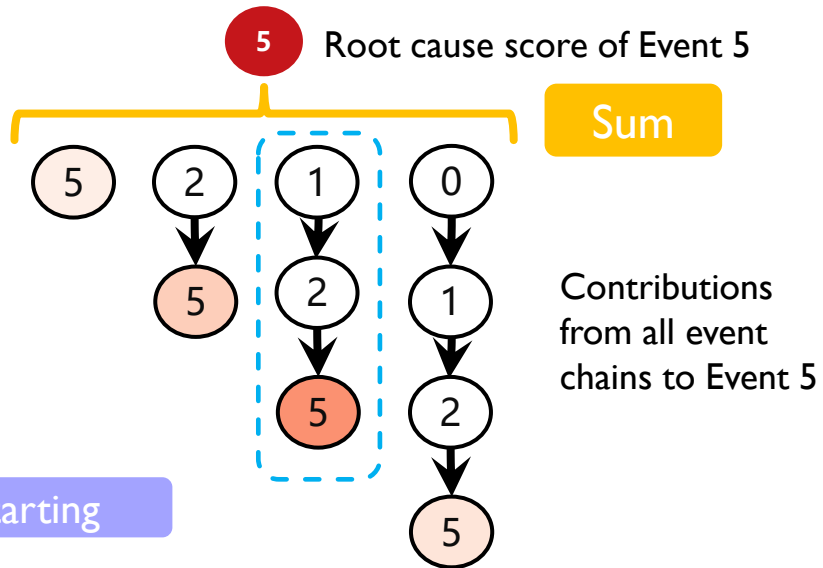 5 Root cause score of Event 5
Sum
5 2 1 0
5 2 1
5 2
5
Contributions
from all event
chains to Event 5